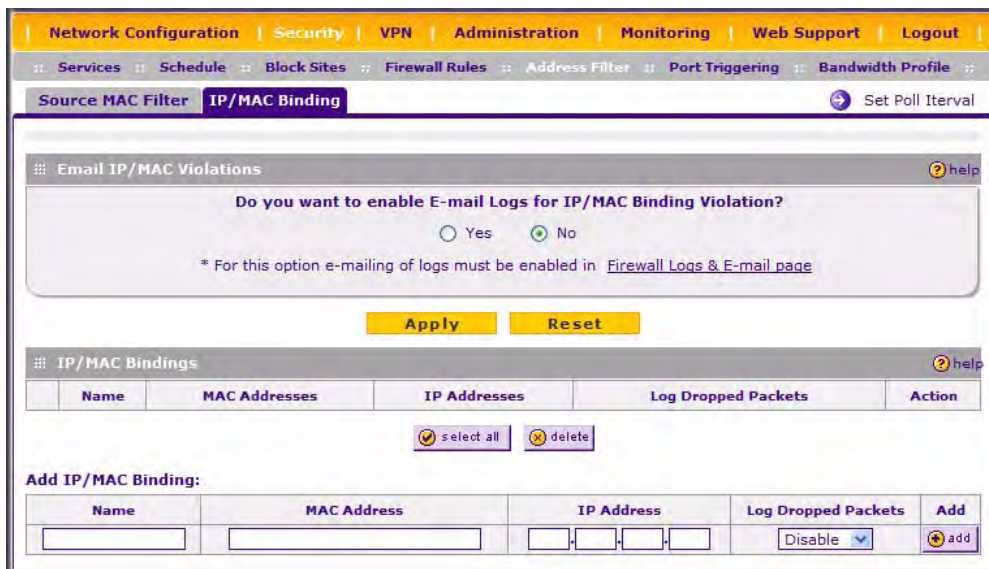 Network Configuration | Security | VPN | Administration | Monitoring | Web Support | Logout
:: Services :: Schedule :: Block Sites :: Firewall Rules :: Address Filter :: Port Triggering :: Bandwidth Profile ::
Source MAC Filter IP/MAC Binding Set Poll Iterval
Email IP/MAC Violations ? help
Do you want to enable E-mail Logs for IP/MAC Binding Violation?
Yes No
* For this option e-mailing of logs must be enabled in Firewall Logs & E-mail page
Apply Reset
IP/MAC Bindings ? help
Name MAC Addresses IP Addresses Log Dropped Packets Action
select all delete
Add IP/MAC Binding:
Name MAC Address IP Address Log Dropped Packets Add
. . . Disable add